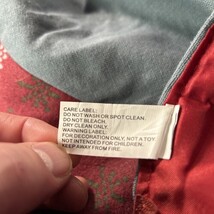 CARE LABEL:
DO NOT WASH OR SPOT CLEAN.
DO NOT BLEACH.
DRY CLEAN ONLY.
WARNING LABEL:
FOR DECORATION. NOT A TOY
NOT INTENDED FOR CHILDREN.
KEEP AWAY FROM FIRE.